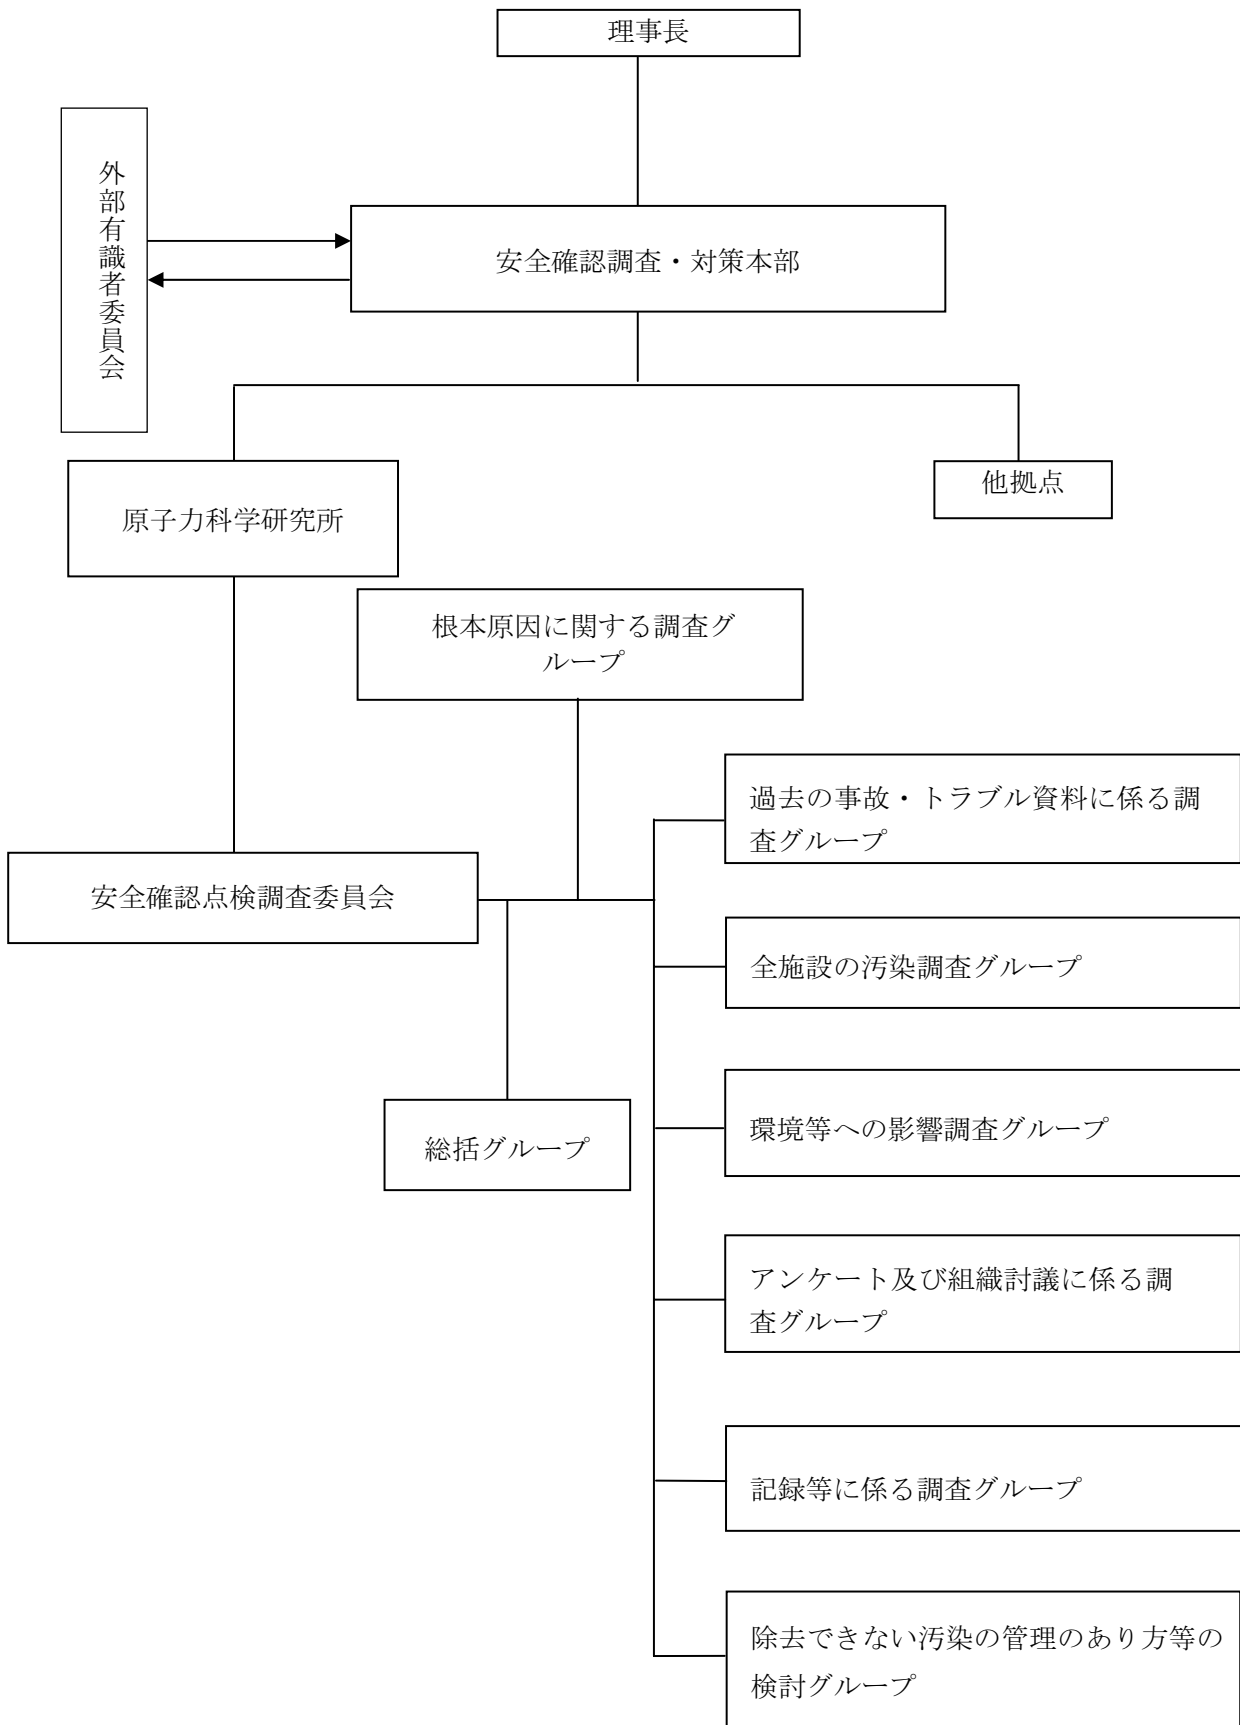 理事長
外部有識者委員会
安全確認調査・対策本部
原子力科学研究所
他拠点
根本原因に関する調査グ
ループ
過去の事故・トラブル資料に係る調
査グループ
安全確認点検調査委員会
全施設の汚染調査グループ
環境等への影響調査グループ
総括グループ
アンケート及び組織討議に係る調
査グループ
記録等に係る調査グループ
除去できない汚染の管理のあり方等の
検討グループ